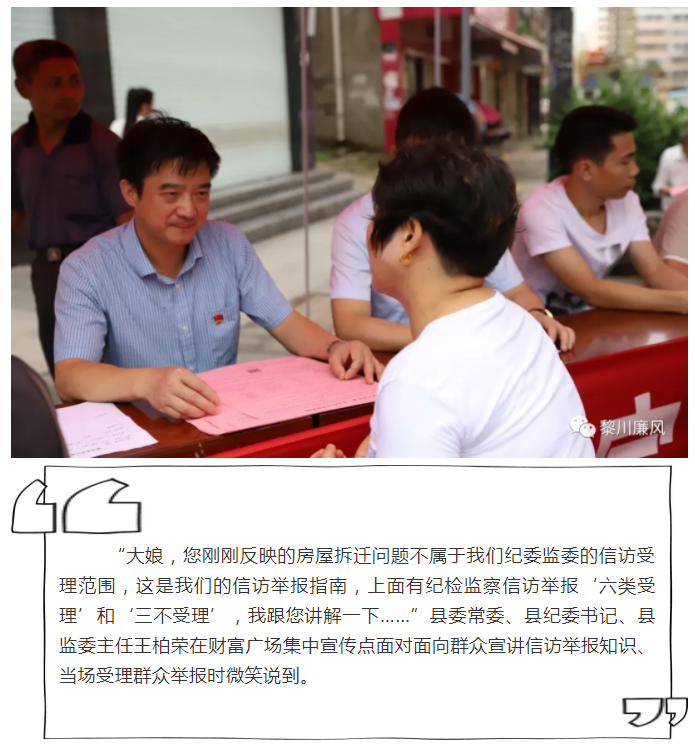 黎川廉风
“大娘，您刚刚反映的房屋拆迁问题不属于我们纪委监委的信访受
理范围，这是我们的信访举报指南，上面有纪检监察信访举报‘六类受
理’和‘三不受理’，我跟您讲解一下……”县委常委、县纪委书记、县
监委主任王柏荣在财富广场集中宣传点面对面向群众宣讲信访举报知识、
当场受理群众举报时微笑说到。